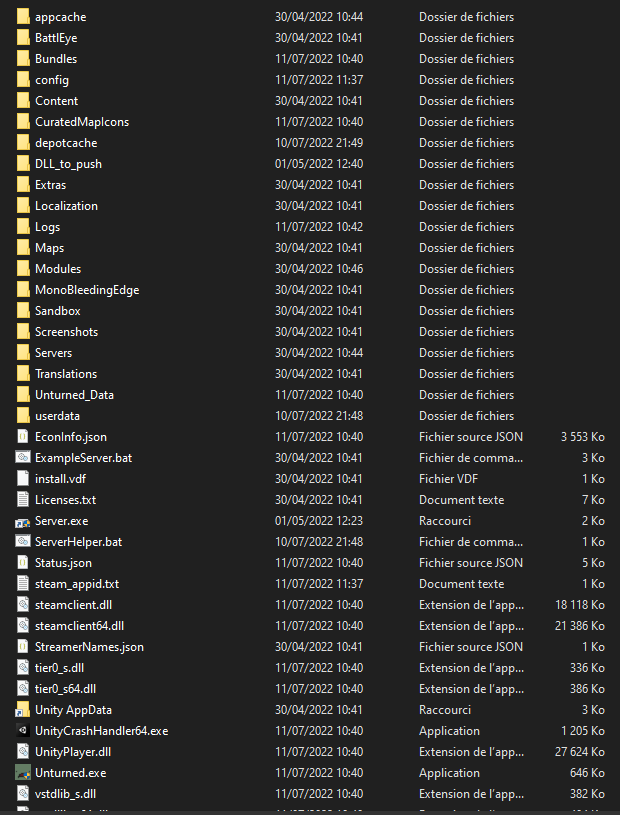 appcache 30/04/2022 10:44 Dossier de fichiers
BattlEye 30/04/2022 10:41 Dossier de fichiers
Bundles 11/07/2022 10:40 Dossier de fichiers
config 11/07/2022 11:37 Dossier de fichiers
Content 30/04/2022 10:41 Dossier de fichiers
CuratedMapIcons 11/07/2022 10:40 Dossier de fichiers
depotcache 10/07/2022 21:49 Dossier de fichiers
DLL_to_push 01/05/2022 12:40 Dossier de fichiers
Extras 30/04/2022 10:41 Dossier de fichiers
Localization 30/04/2022 10:41 Dossier de fichiers
Logs 11/07/2022 10:42 Dossier de fichiers
Maps 30/04/2022 10:41 Dossier de fichiers
Modules 30/04/2022 10:46 Dossier de fichiers
MonoBleedingEdge 30/04/2022 10:41 Dossier de fichiers
Sandbox 30/04/2022 10:41 Dossier de fichiers
Screenshots 30/04/2022 10:41 Dossier de fichiers
Servers 30/04/2022 10:44 Dossier de fichiers
Translations 30/04/2022 10:41 Dossier de fichiers
Unturned_Data 11/07/2022 10:40 Dossier de fichiers
userdata 10/07/2022 21:48 Dossier de fichiers
EconInfo.json 11/07/2022 10:40 Fichier source JSON 3 553 Ko
ExampleServer.bat 30/04/2022 10:41 Fichier de comma... 3 Ko
install.vdf 30/04/2022 10:41 Fichier VDF 1 Ko
Licenses.txt 30/04/2022 10:41 Document texte 7 Ko
Server.exe 01/05/2022 12:23 Raccourci 2 Ko
ServerHelper.bat 10/07/2022 21:48 Fichier de comma... 1 Ko
Status.json 11/07/2022 10:40 Fichier source JSON 5 Ko
steam_appid.txt 11/07/2022 11:37 Document texte 1 Ko
steamclient.dll 11/07/2022 10:40 Extension de l'app... 18 118 Ko
steamclient64.dll 11/07/2022 10:40 Extension de l'app... 21 386 Ko
StreamerNames.json 30/04/2022 10:41 Fichier source JSON 1 Ko
tier0_s.dll 11/07/2022 10:40 Extension de l'app... 336 Ko
tier0_s64.dll 11/07/2022 10:40 Extension de l'app... 386 Ko
Unity AppData 30/04/2022 10:41 Raccourci 3 Ko
UnityCrashHandler64.exe 11/07/2022 10:40 Application 1 205 Ko
UnityPlayer.dll 11/07/2022 10:40 Extension de l'app... 27 624 Ko
Unturned.exe 11/07/2022 10:40 Application 646 Ko
vstdlib_s.dll 11/07/2022 10:40 Extension de l'app... 382 Ko